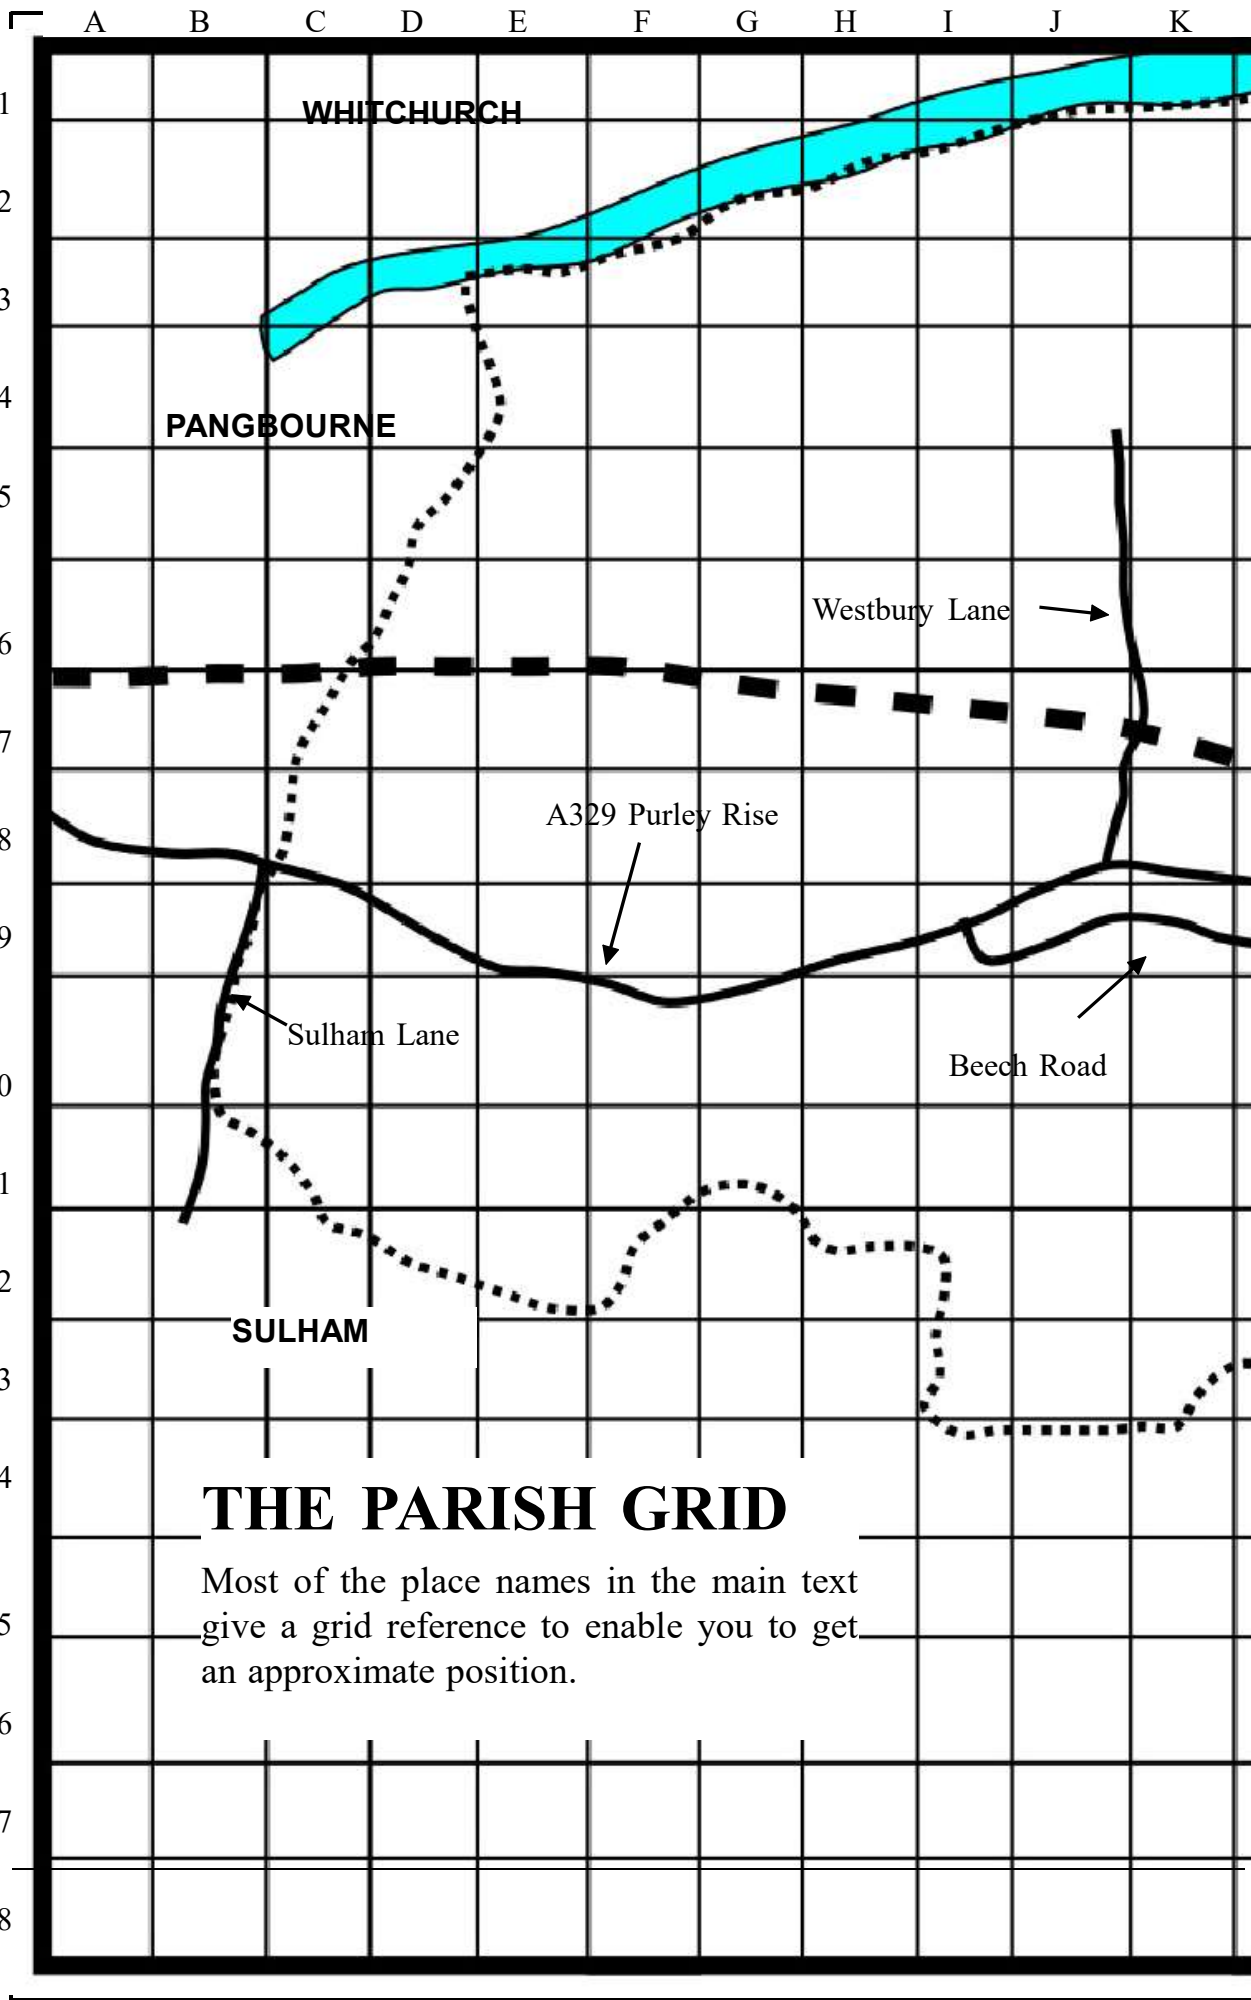 A B C D E F G H I J K
1
WHITCHURCH
2
3
4
PANGBOURNE
5
Westbury Lane
6
7
A329 Purley Rise
8
9
Sulham Lane
Beech Road
0
1
2
SULHAM
3
4
THE PARISH GRID
Most of the place names in the main text
give a grid reference to enable you to get
an approximate position.
5
6
7
8